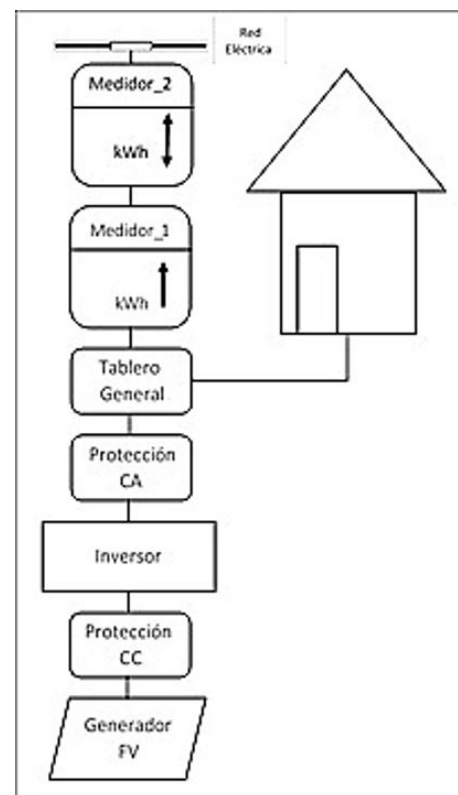 Red
Eléctrica
Medidor_2
kWh
Medidor_1
kWh
Tablero
General
Protección
CA
Inversor
Protección
CC
Generador
FV